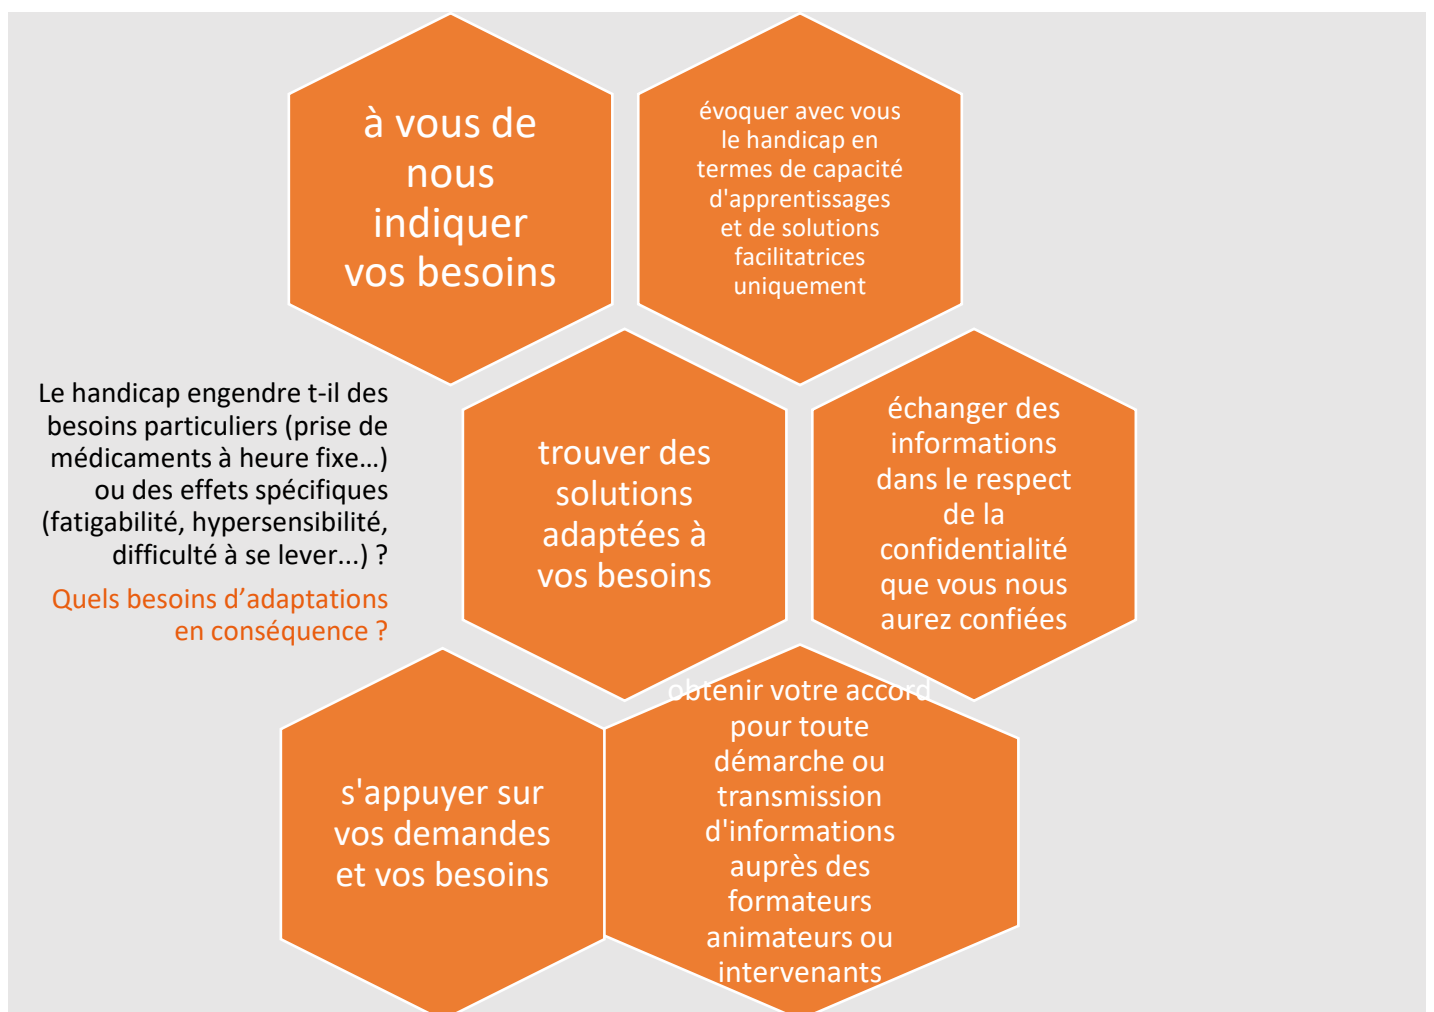 à vous de
nous
indiquer
vos besoins
évoquer avec vous
le handicap en
termes de capacité
d'apprentissages
et de solutions
facilitatrices
uniquement
Le handicap engendre t-il des
besoins particuliers (prise de
médicaments à heure fixe…)
ou des effets spécifiques
(fatigabilité, hypersensibilité,
difficulté à se lever...) ?
Quels besoins d’adaptations
en conséquence ?
trouver des
solutions
adaptées à
vos besoins
échanger des
informations
dans le respect
de la
confidentialité
que vous nous
aurez confiées
s'appuyer sur
vos demandes
et vos besoins
obtenir votre accord
pour toute
démarche ou
transmission
d'informations
auprès des
formateurs
animateurs ou
intervenants